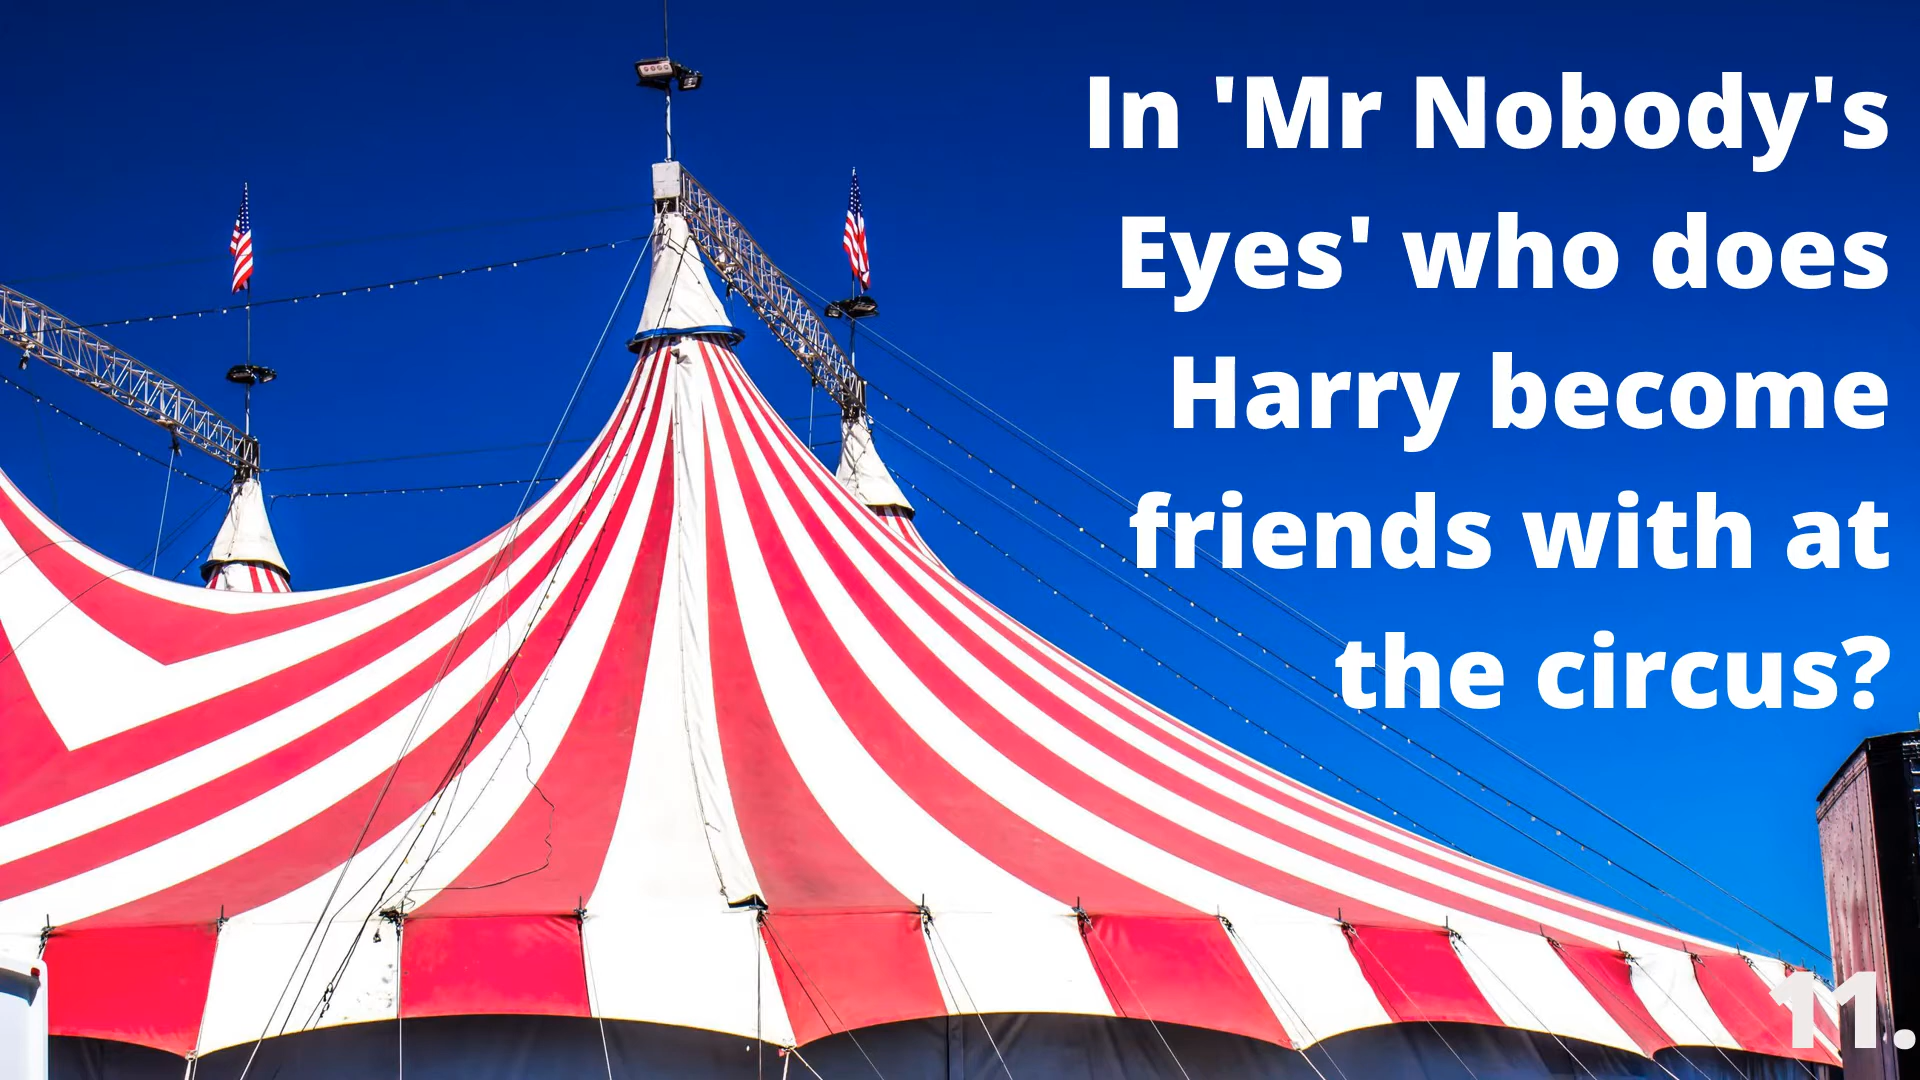 In 'Mr Nobody's
Eyes' who does
Harry become
friends with at
the circus?
11.